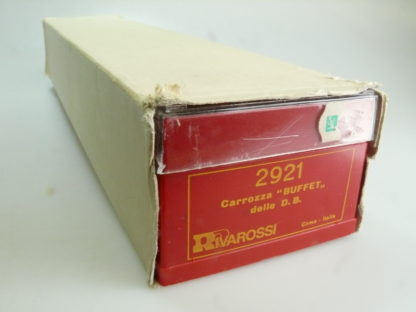 2921
Carrozza "BUFFET"
delle D.B.
RIVAROSSI
Como - Italia